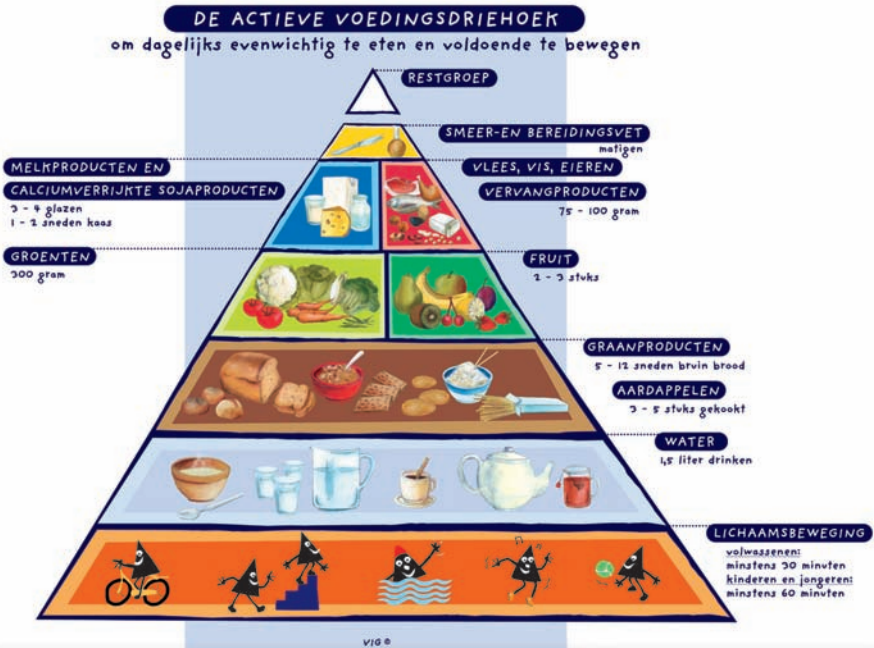 DE ACTIEVE VOEDINGSDRIEHOEK
om dagelijks evenwichtig te eten en voldoende te bewegen
RESTGROEP
SMEER-EN BEREIDINGSVET
matigen
MELKPRODUCTEN EN
CALCIUMVERRIJKTE SOJAPRODUCTEN
3 - 4 glazen
1 - 2 sneden kaas
VLEES, VIS, EIEREN
VERVANGPRODUCTEN
75 - 100 gram
GROENTEN
300 gram
FRUIT
2 - 3 stuks
GRAANPRODUCTEN
5 - 12 sneden bruin brood
AARDAPPELEN
3 - 5 stuks gekookt
WATER
1,5 liter drinken
LICHAAMSBEWEGING
volwassenen:
minstens 30 minuten
kinderen en jongeren:
minstens 60 minuten
VIG ©